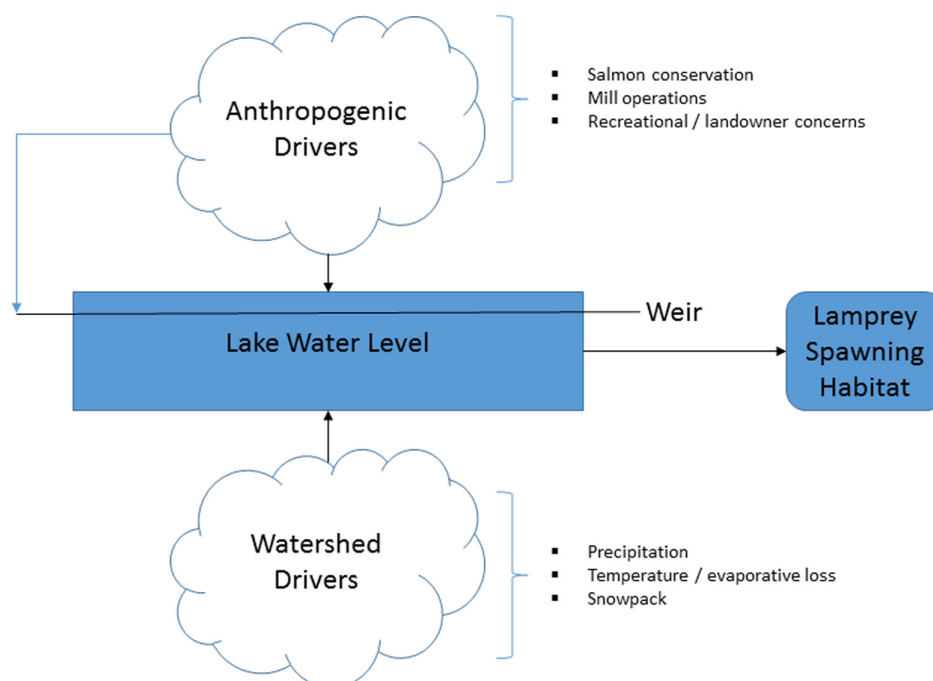 Anthropogenic
Drivers
▪ Salmon conservation
▪ Mill operations
▪ Recreational / landowner concerns
Weir
Lake Water Level
Lamprey
Spawning
Habitat
Watershed
Drivers
▪ Precipitation
▪ Temperature / evaporative loss
▪ Snowpack